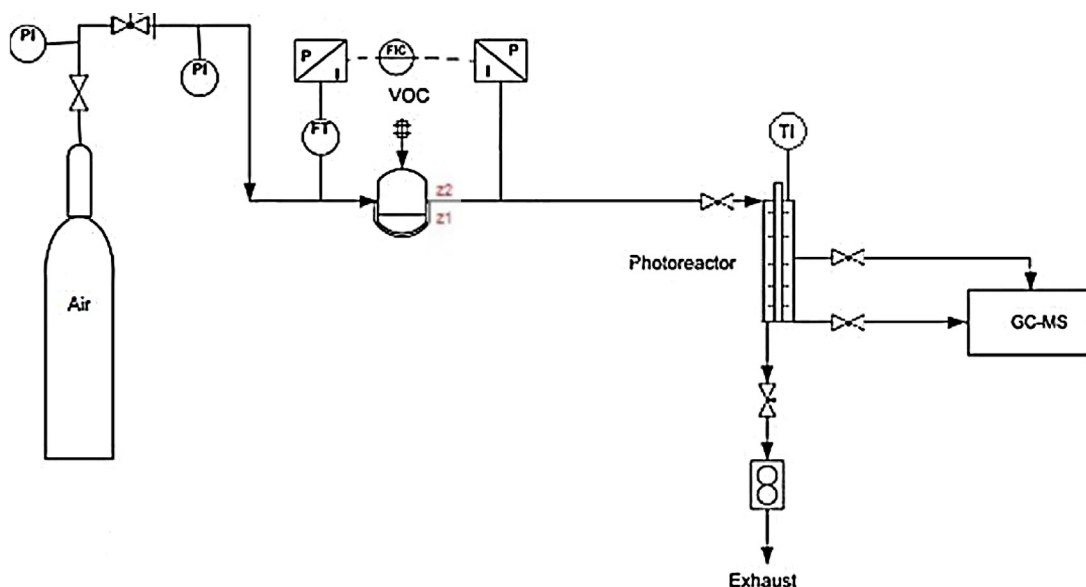 PI
PI
P
I
FIC
P
I
VOC
FT
z2
z1
TI
Photoreactor
Air
GC-MS
Exhaust